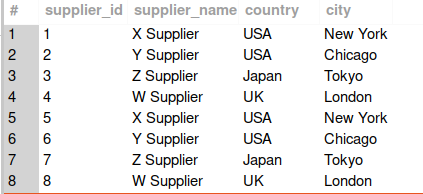 # supplier_id supplier_name country city
1 1 X Supplier USA New York
2 2 Y Supplier USA Chicago
3 3 Z Supplier Japan Tokyo
4 4 W Supplier UK London
5 5 X Supplier USA New York
6 6 Y Supplier USA Chicago
7 7 Z Supplier Japan Tokyo
8 8 W Supplier UK London